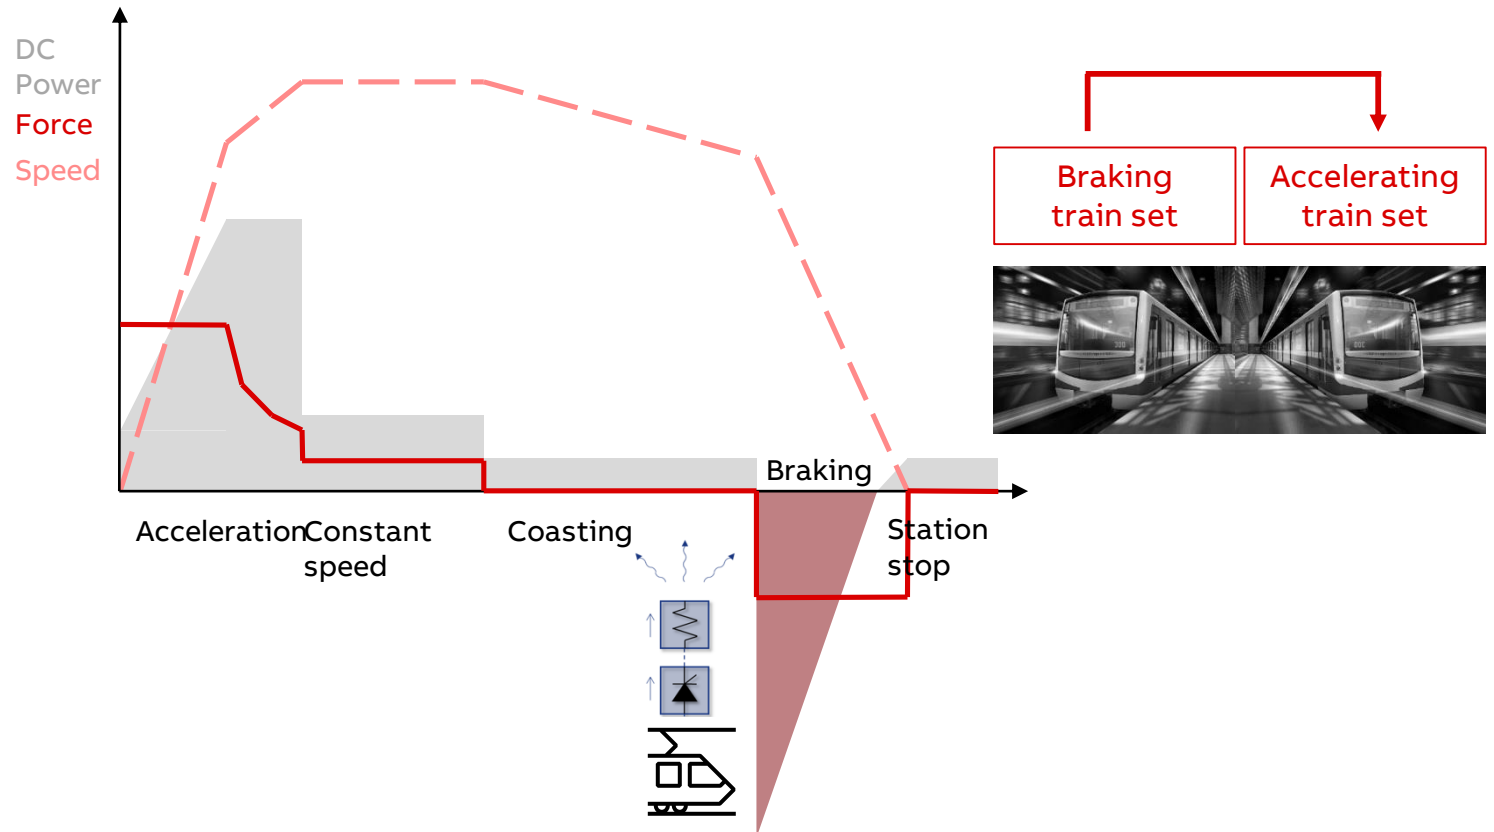 DC
Power
Force
Speed
Braking
train set
Accelerating
train set
Braking
Acceleration
Constant
speed
Coasting
Station
stop